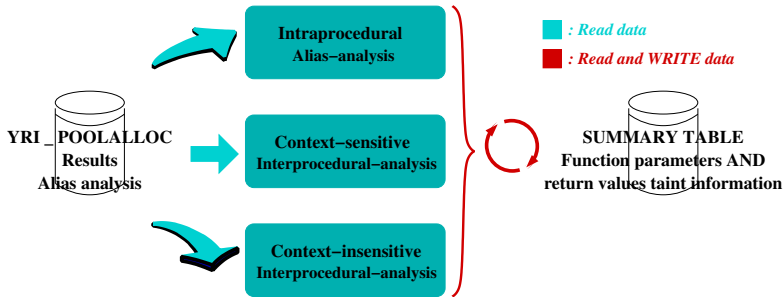 Intraprocedural
Alias−analysis
: Read data
: Read and WRITE data
YRI _ POOLALLOC
Results
Alias analysis
Context−sensitive
Interprocedural−analysis
SUMMARY TABLE
Function parameters AND
return values taint information
Context−insensitive
Interprocedural−analysis